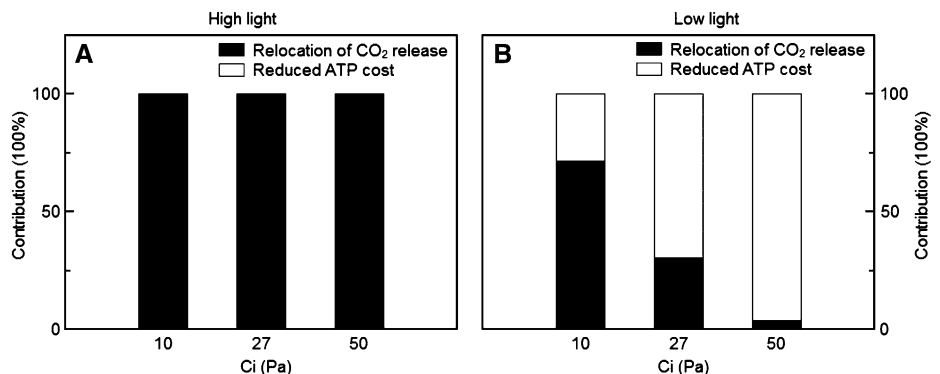 High light
A
Relocation of CO₂ release
Reduced ATP cost
Contribution (100%)
100
50
0
10 27 50
Ci (Pa)
Low light
B
Relocation of CO₂ release
Reduced ATP cost
100
50
0
Contribution (100%)
10 27 50
Ci (Pa)